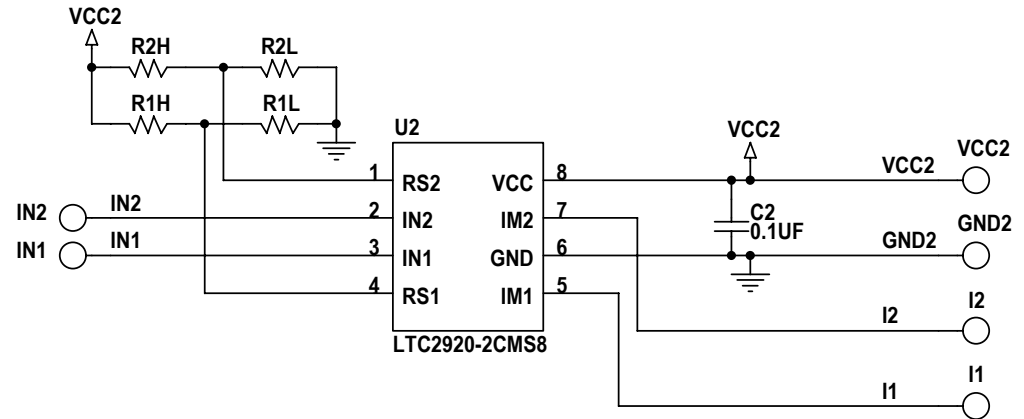 VCC2
R2H R2L
R1H R1L
U2
VCC2
VCC2
1 RS2 VCC 8 VCC2
IN2 IN2 2 IN2 IM2 7 C2
0.1UF
GND2
IN1 IN1 3 IN1 GND 6 GND2
4 RS1 IM1 5
I2
I2
LTC2920-2CMS8
I1
I1